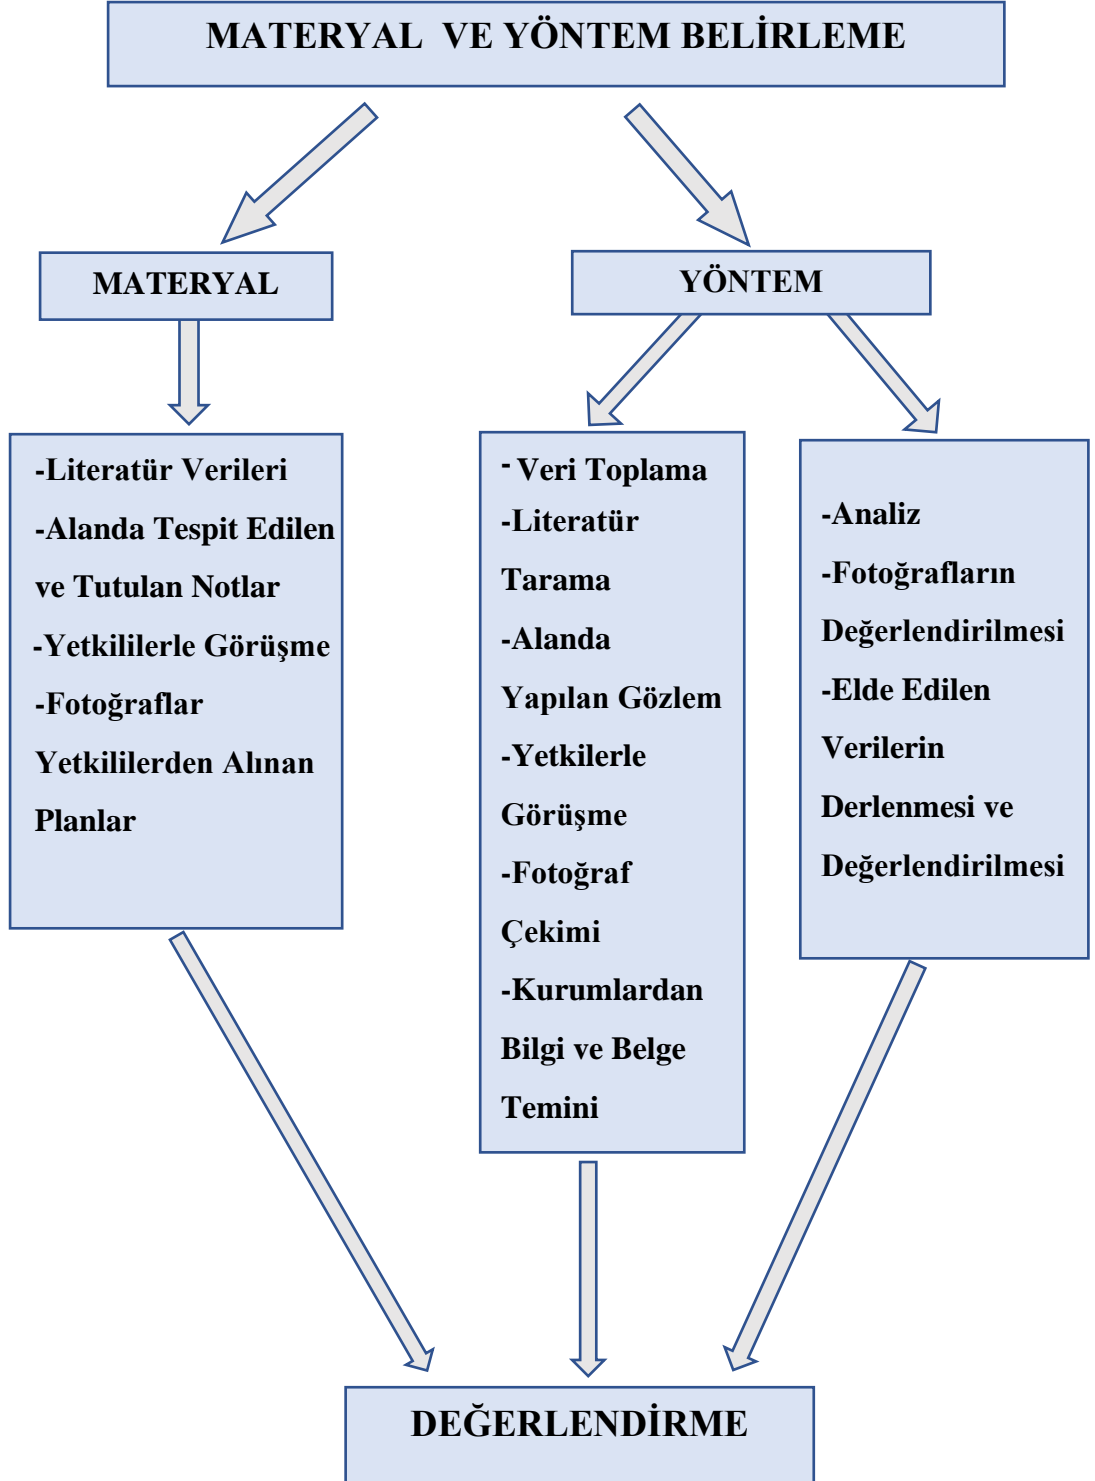 MATERYAL VE YÖNTEM BELİRLEME
MATERYAL
YÖNTEM
-Literatür Verileri
-Alanda Tespit Edilen
ve Tutulan Notlar
-Yetkililerle Görüşme
-Fotoğraflar
Yetkililerden Alınan
Planlar
- Veri Toplama
-Literatür
Tarama
-Alanda
Yapılan Gözlem
-Yetkilerle
Görüşme
-Fotoğraf
Çekimi
-Kurumlardan
Bilgi ve Belge
Temini
-Analiz
-Fotoğrafların
Değerlendirilmesi
-Elde Edilen
Verilerin
Derlenmesi ve
Değerlendirilmesi
DEĞERLENDİRME